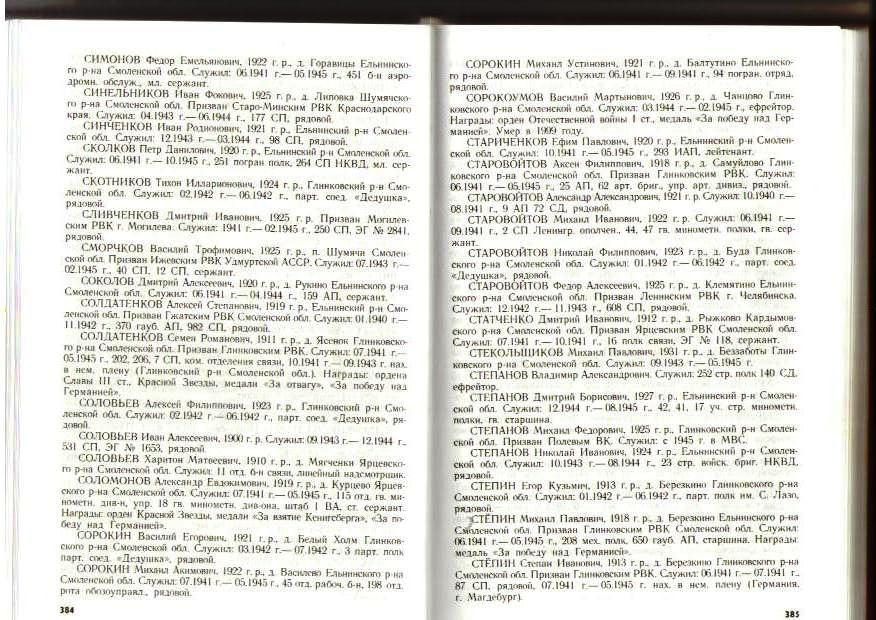 СИМОНОВ Федор Емельянович, 1922 г. р., д. Горавицы Ельнинско-
го р-на Смоленской обл. Служил: 06.1941 г.— 05.1945 г., 451 б-н аэро-
дромн. обслуж., мл. сержант.
СИНЕЛЬНИКОВ Иван Фокович, 1925 г. р., д. Липовка Шумячско-
го р-на Смоленской обл. Призван Старо-Минским РВК Краснодарского
края. Служил: 04.1943 г.— 06.1944 г., 177 СП, рядовой.
СИНЧЕНКОВ Иван Родионович, 1921 г. р., Ельнинский р-н Смолен-
ской обл. Служил: 12.1943 г.—03.1944 г., 98 СП, рядовой.
СКОЛКОВ Петр Данилович, 1920 г. р., Ельнинский р-н Смоленской обл.
Служил: 06.1941 г.— 10.1945 г., 251 погран полк, 264 СП НКВД, мл. сер-
жант.
СКОТНИКОВ Тихон Илларионович, 1924 г. р., Глинковский р-н Смо-
ленской обл. Служил: 02.1942 г.— 06.1942 г., парт. соед. «Дедушка»,
рядовой.
СЛИВЧЕНКОВ Дмитрий Иванович, 1925 г. р. Призван Могилев-
ским РВК г. Могилева. Служил: 1941 г.— 02.1945 г., 250 СП, ЭГ № 2841,
рядовой.
СМОРЧКОВ Василий Трофимович, 1925 г. р., п. Шумячи Смолен-
ской обл. Призван Ижевским РВК Удмуртской АССР. Служил: 07.1943 г.—
02.1945 г., 40 СП, 12 СП, сержант.
СОКОЛОВ Дмитрий Алексеевич, 1920 г. р., д. Рукино Ельнинского р-на
Смоленской обл. Служил: 06.1941 г.— 04.1944 г., 159 АП, сержант.
СОЛДАТЕНКОВ Алексей Степанович, 1919 г. р., Ельнинский р-н Смо-
ленской обл. Призван Гжатским РВК Смоленской обл. Служил: 01.1940 г.—
11.1942 г., 370 гауб. АП, 982 СП, рядовой.
СОЛДАТЕНКОВ Семен Романович, 1911 г. р., д. Ясенок Глинковско-
го р-на Смоленской обл. Призван Глинковским РВК. Служил: 07.1941 г.—
05.1945 г., 202, 206, 7 СП, ком. отделения связи, 10.1941 г.— 09.1943 г. нах.
в нем. плену (Глинковский р-н Смоленской обл.). Награды: ордена
Славы III ст., Красной Звезды, медали «За отвагу», «За победу над
Германией».
СОЛОВЬЕВ Алексей Филиппович, 1923 г. р., Глинковский р-н Смо-
ленской обл. Служил: 02.1942 г.—06.1942 г., парт. соед. «Дедушка», ря-
довой.
СОЛОВЬЕВ Иван Алексеевич, 1900 г. р. Служил: 09.1943 г.— 12.1944 г.,
531 СП, ЭГ № 1653, рядовой.
СОЛОВЬЕВ Харитон Матвеевич, 1910 г. р., д. Мягченки Ярцевско-
го р-на Смоленской обл. Служил: 11 отд. б-н связи, линейный надсмотрщик.
СОЛОМОНОВ Александр Евдокимович, 1919 г. р., д. Курцево Ярцев-
ского р-на Смоленской обл. Служил: 07.1941 г.— 05.1945 г., 115 отд. гв. ми-
нометн. див-н, упр. 18 гв. минометн. див-она, штаб 1 ВА, ст. сержант.
Награды: орден Красной Звезды, медали «За взятие Кенигсберга», «За по-
беду над Германией».
СОРОКИН Василий Егорович, 1921 г. р., д. Белый Холм Глинков-
ского р-на Смоленской обл. Служил: 03.1942 г.— 07.1942 г., 3 парт. полк
парт. соед. «Дедушка», рядовой.
СОРОКИН Михаил Акимович, 1922 г. р., д. Василево Ельнинского р-на
Смоленской обл. Служил: 07.1941 г.— 05.1945 г., 45 отд. рабоч. б-н, 198 отд.
рота обозоуправл., рядовой.
384
СОРОКИН Михаил Устинович, 1921 г. р., д. Балтутино Ельнинско-
го р-на Смоленской обл. Служил: 06.1941 г.— 09.1941 г., 94 погран. отряд,
рядовой.
СОРОКОУМОВ Василий Мартынович, 1926 г. р., д. Чанцово Глин-
ковского р-на Смоленской обл. Служил: 03.1944 г.— 02.1945 г., ефрейтор.
Награды: орден Отечественной войны I ст., медаль «За победу над Гер-
манией». Умер в 1999 году.
СТАРИЧЕНКОВ Ефим Павлович, 1920 г. р., Ельнинский р-н Смолен-
ской обл. Служил: 10.1941 г.— 05.1945 г., 293 ИАП, лейтенант.
СТАРОВОЙТОВ Аксен Филиппович, 1918 г. р., д. Самуйлово Глин-
ковского р-на Смоленской обл. Призван Глинковским РВК. Служил:
06.1941 г.— 05.1945 г., 25 АП, 62 арт. бриг., упр. арт. дивиз., рядовой.
СТАРОВОЙТОВ Александр Александрович, 1921 г. р. Служил: 10.1940 г.—
08.1941 г., 9 АП 72 СД, рядовой.
СТАРОВОЙТОВ Михаил Иванович, 1922 г. р. Служил: 06.1941 г.—
09.1941 г., 2 СП Ленингр. ополчен., 44, 47 гв. минометн. полки, гв. сер-
жант.
СТАРОВОЙТОВ Николай Филиппович, 1923 г. р., д. Буда Глинков-
ского р-на Смоленской обл. Служил: 01.1942 г.— 06.1942 г., парт. соед.
«Дедушка», рядовой.
СТАРОВОЙТОВ Федор Алексеевич, 1925 г. р., д. Клемятино Ельнин-
ского р-на Смоленской обл. Призван Ленинским РВК г. Челябинска.
Служил: 12.1942 г.— 11.1943 г., 608 СП, рядовой.
СТАТЧЕНКО Дмитрий Иванович, 1912 г. р., д. Рыжково Кардымов-
ского р-на Смоленской обл. Призван Ярцевским РВК Смоленской обл.
Служил: 07.1941 г.— 10.1941 г., 16 полк связи, ЭГ № 118, сержант.
СТЕКОЛЬЩИКОВ Михаил Павлович, 1931 г. р., д. Беззаботы Глин-
ковского р-на Смоленской обл. Служил: 09.1943 г.— 05.1945 г.
СТЕПАНОВ Владимир Александрович. Служил: 252 стр. полк 140 СД,
ефрейтор.
СТЕПАНОВ Дмитрий Борисович, 1927 г. р., Ельнинский р-н Смолен-
ской обл. Служил: 12.1944 г.— 08.1945 г., 42, 41, 17 уч. стр. минометн.
полки, гв. старшина.
СТЕПАНОВ Михаил Федорович, 1925 г. р., Глинковский р-н Смолен-
ской обл. Призван Полевым ВК. Служил: с 1945 г. в МВС.
СТЕПАНОВ Николай Иванович, 1924 г. р., Ельнинский р-н Смолен-
ской обл. Служил: 10.1943 г.— 08.1944 г., 23 стр. войск. бриг. НКВД,
рядовой.
СТЕПИН Егор Кузьмич, 1913 г. р., д. Березкино Глинковского р-на
Смоленской обл. Служил: 01.1942 г.— 06.1942 г., парт. полк им. С. Лазо,
рядовой.
СТЁПИН Михаил Павлович, 1918 г. р., д. Березкино Ельнинского р-на
Смоленской обл. Призван Глинковским РВК Смоленской обл. Служил:
06.1941 г.— 05.1945 г., 208 мех. полк, 650 гауб. АП, старшина. Награды:
медаль «За победу над Германией».
СТЁПИН Степан Иванович, 1913 г. р., д. Березкино Глинковского р-на
Смоленской обл. Призван Глинковским РВК. Служил: 06.1941 г.— 07.1941 г.,
87 СП, рядовой, 07.1941 г.— 05.1945 г. нах. в нем. плену (Германия,
г. Магдебург).
385